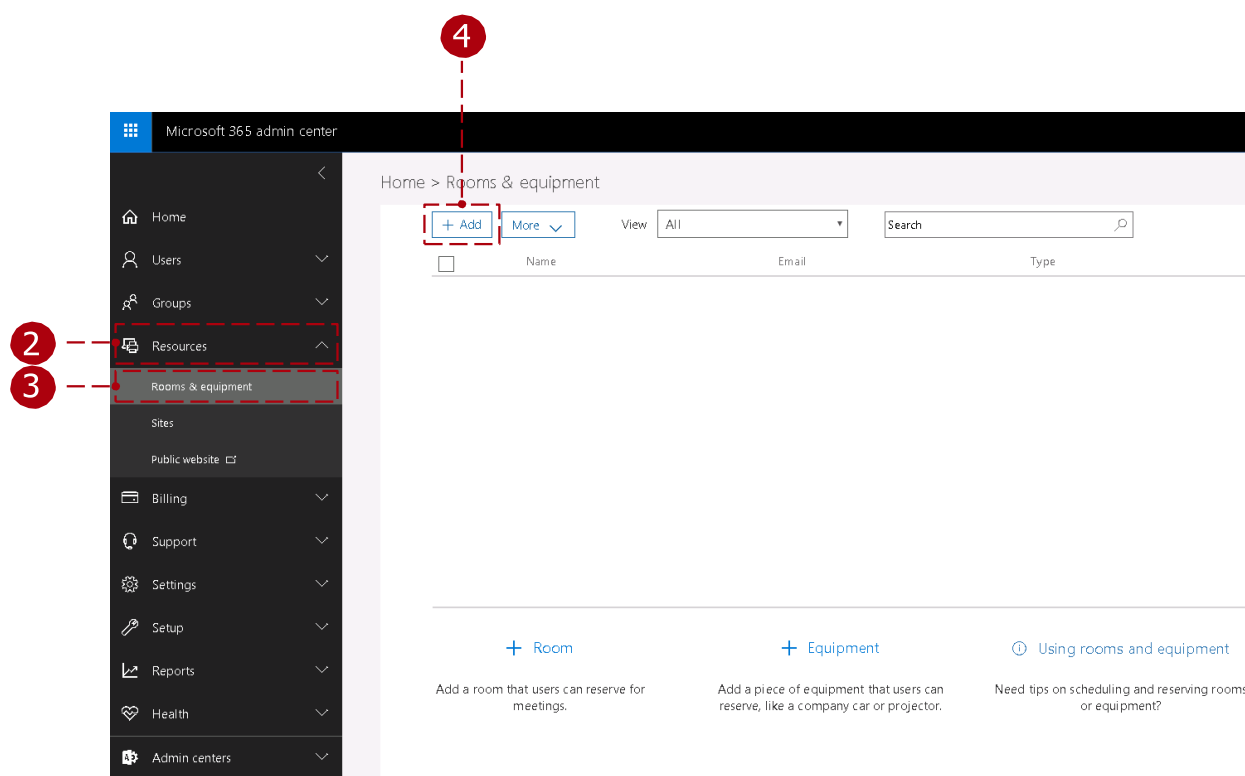 4
Microsoft 365 admin center
Home > Rooms & equipment
Home
+ Add
More
View
All
Search
Users
Name
Email
Type
Groups
2
Resources
3
Rooms & equipment
Sites
Public website
Billing
Support
Settings
Setup
Reports
Health
Admin centers
+ Room
Add a room that users can reserve for
meetings.
+ Equipment
Add a piece of equipment that users can
reserve, like a company car or projector.
Using rooms and equipment
Need tips on scheduling and reserving rooms
or equipment?